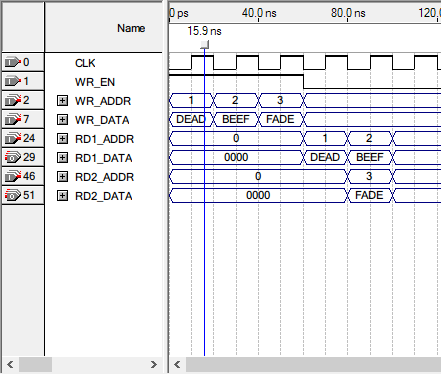 Name
0 ps 40.0 ns 80.0 ns 120.
15.9 ns
0 CLK
1 WR_EN
2 WR_ADDR 1 2 3
7 WR_DATA DEAD BEEF FADE
24 RD1_ADDR 0 1 2
29 RD1_DATA 0000 DEAD BEEF
46 RD2_ADDR 0 3
51 RD2_DATA 0000 FADE